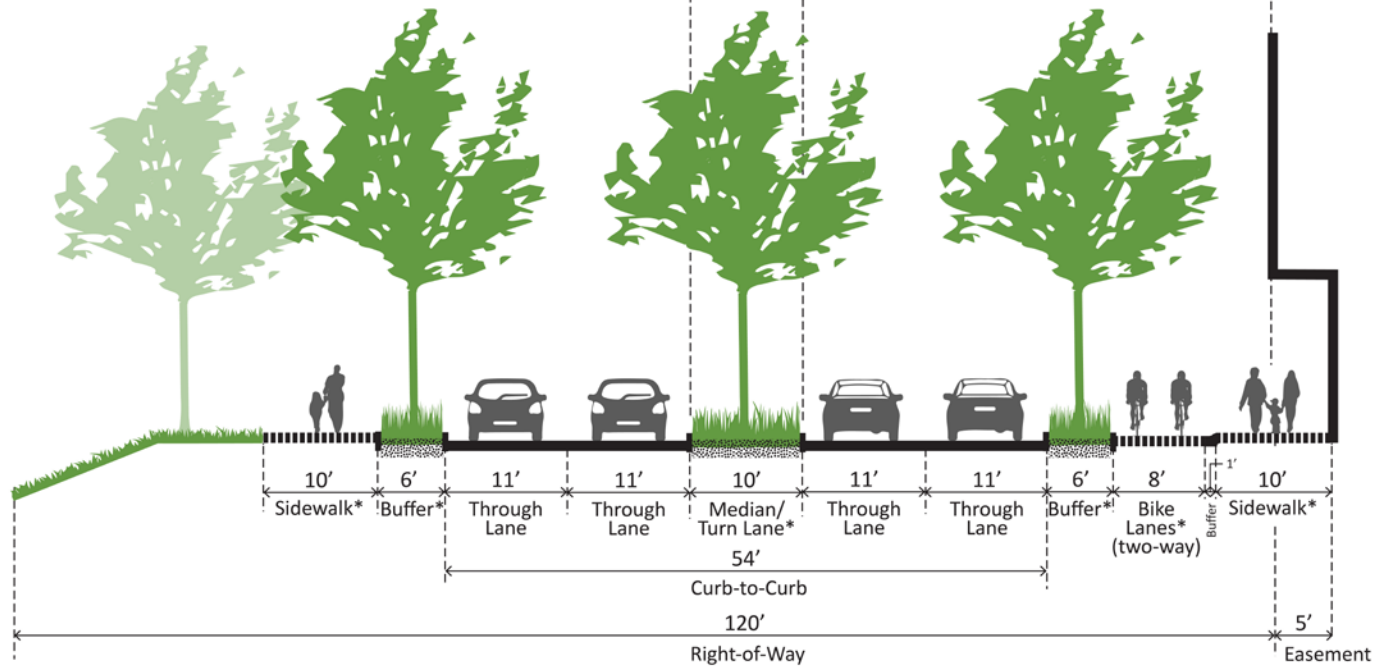 10’ 6’ 11’ 11’ 10’ 11’ 11’ 6’ 8’ 1’ 10’
Sidewalk* Buffer* Through Through Median/ Through Through Buffer* Bike Buffer Sidewalk*
Lane Lane Turn Lane* Lane Lane Lanes*
(two-way)
54’
Curb-to-Curb
120’ 5’
Right-of-Way Easement